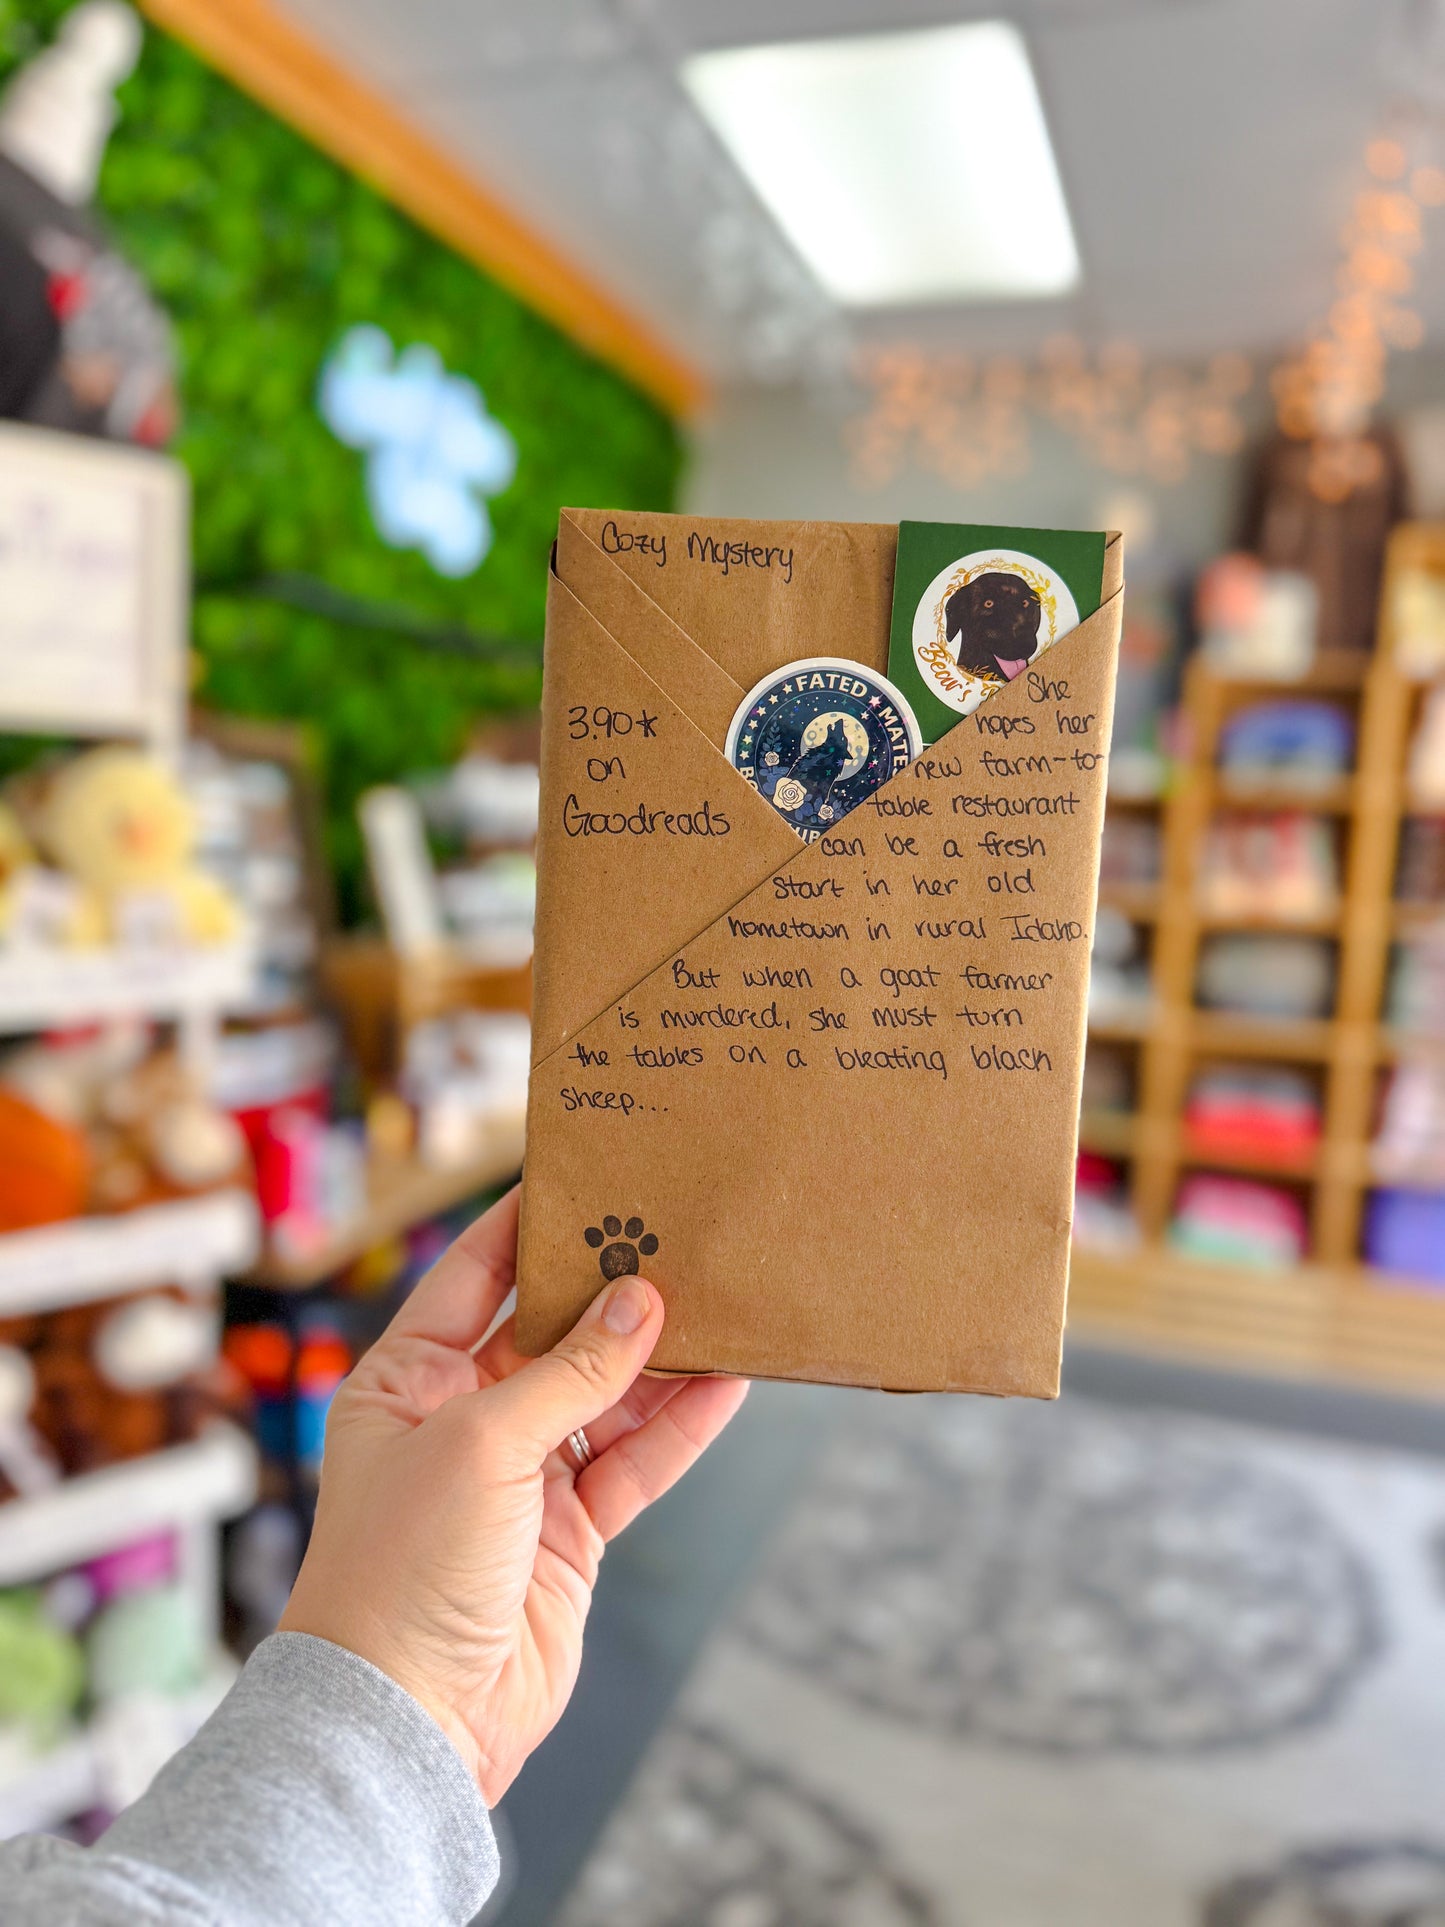 Cozy Mystery
Bear's
FATED MATE
3.90★
on
Goodreads
She
hopes her
new farm-to-
table restaurant
can be a fresh
start in her old
hometown in rural Idaho.
But when a goat farmer
is murdered, she must turn
the tables on a bleating black
sheep...